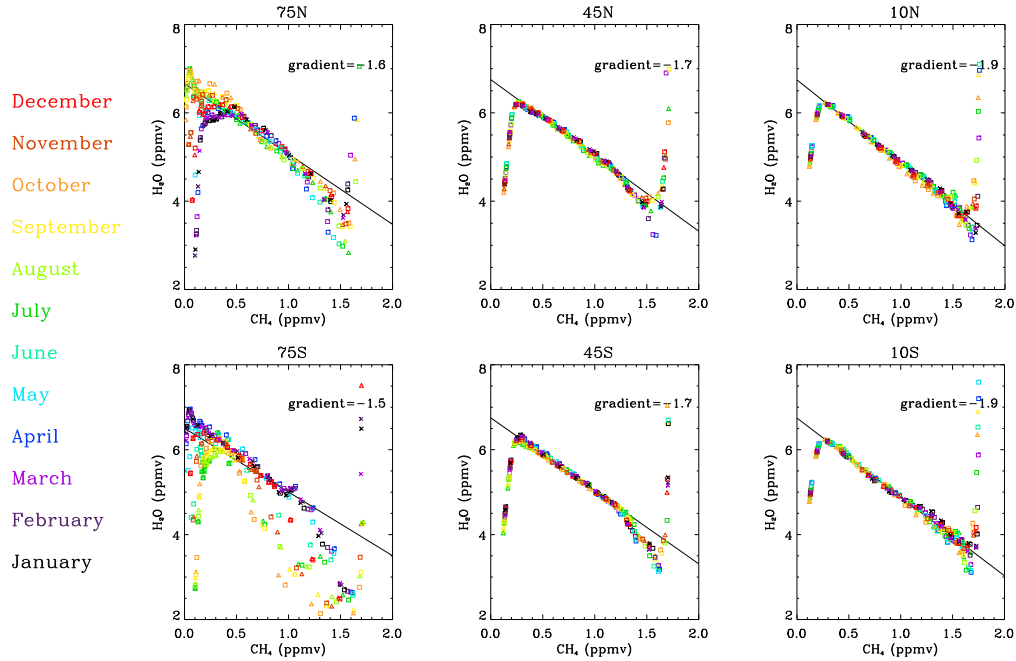 75N
45N
10N
8
6
4
2
H₂O (ppmv)
gradient=−1.6
0.0 0.5 1.0 1.5 2.0
CH₄ (ppmv)
8
6
4
2
H₂O (ppmv)
gradient=−1.7
0.0 0.5 1.0 1.5 2.0
CH₄ (ppmv)
8
6
4
2
H₂O (ppmv)
gradient=−1.9
0.0 0.5 1.0 1.5 2.0
CH₄ (ppmv)
December
November
October
September
August
July
June
May
April
March
February
January
75S
45S
10S
8
6
4
2
H₂O (ppmv)
gradient=−1.5
0.0 0.5 1.0 1.5 2.0
CH₄ (ppmv)
8
6
4
2
H₂O (ppmv)
gradient=−1.7
0.0 0.5 1.0 1.5 2.0
CH₄ (ppmv)
8
6
4
2
H₂O (ppmv)
gradient=−1.9
0.0 0.5 1.0 1.5 2.0
CH₄ (ppmv)